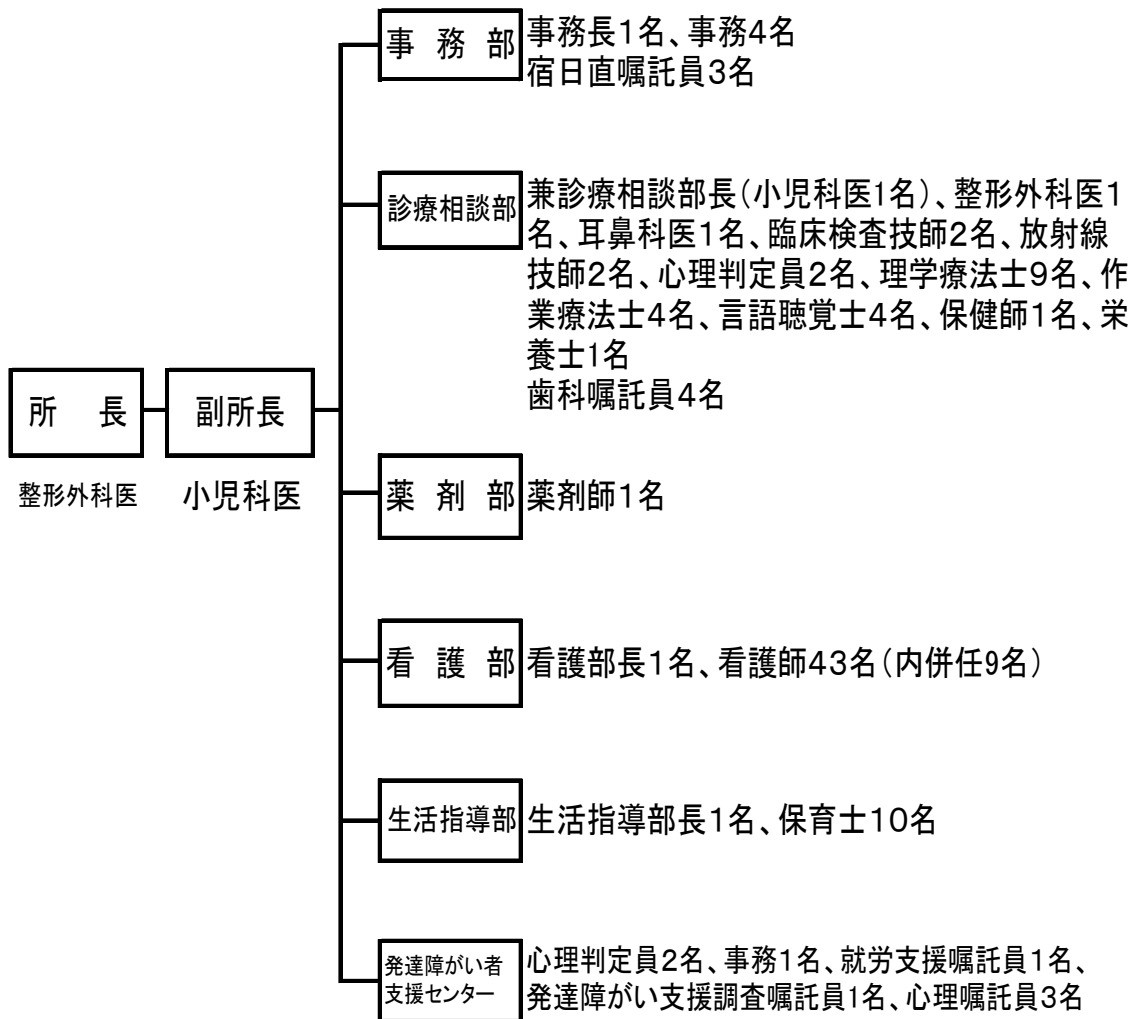 事 務 部
事務長1名、事務4名
宿日直嘱託員3名
診療相談部
兼診療相談部長(小児科医1名)、整形外科医1
名、耳鼻科医1名、臨床検査技師2名、放射線
技師2名、心理判定員2名、理学療法士9名、作
業療法士4名、言語聴覚士4名、保健師1名、栄
養士1名
歯科嘱託員4名
所 長
整形外科医
副所長
小児科医
薬 剤 部
薬剤師1名
看 護 部
看護部長1名、看護師43名(内併任9名)
生活指導部
生活指導部長1名、保育士10名
発達障がい者
支援センター
心理判定員2名、事務1名、就労支援嘱託員1名、
発達障がい支援調査嘱託員1名、心理嘱託員3名